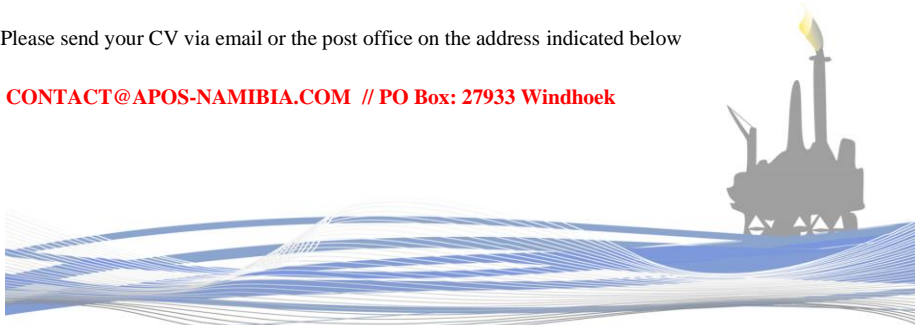 Please send your CV via email or the post office on the address indicated below
CONTACT@APOS-NAMIBIA.COM // PO Box: 27933 Windhoek